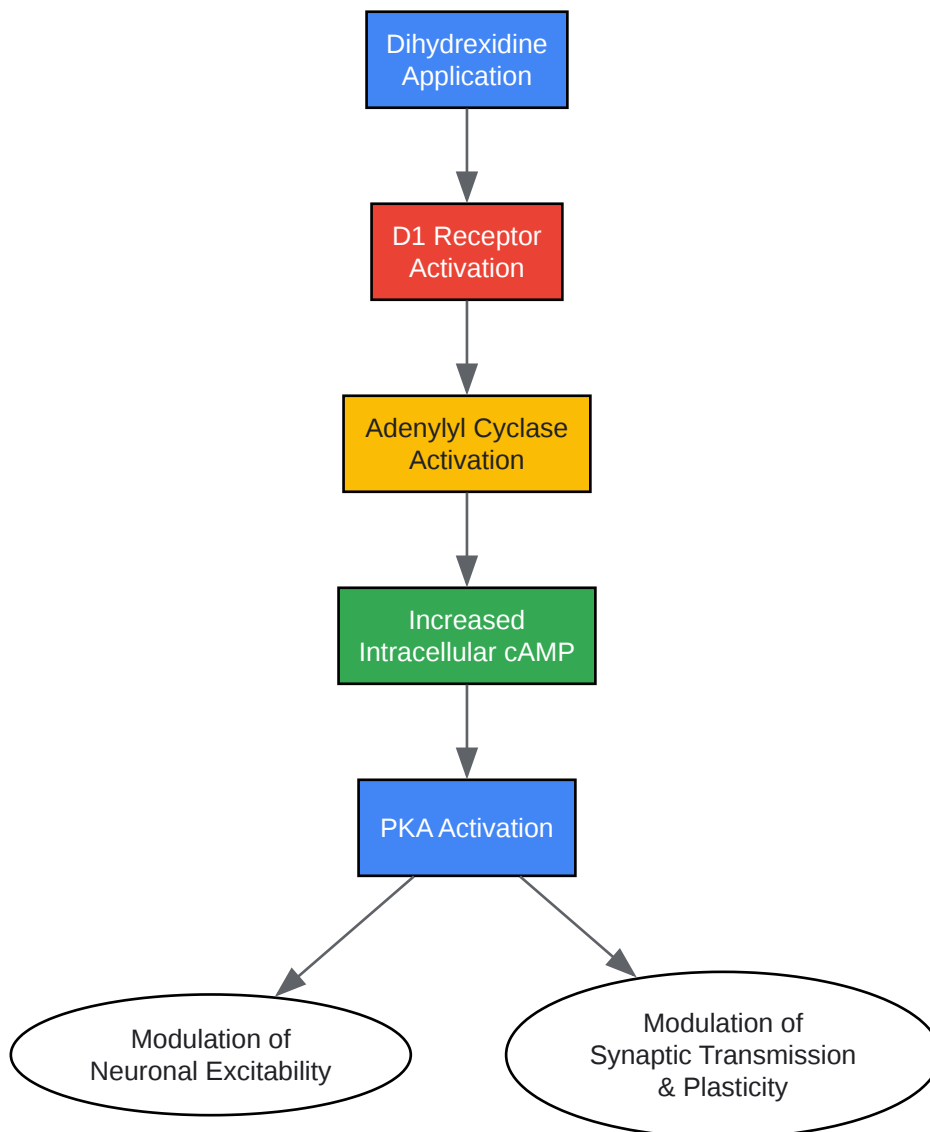 Dihydrexidine
Application
D1 Receptor
Activation
Adenylyl Cyclase
Activation
Increased
Intracellular cAMP
PKA Activation
Modulation of
Neuronal Excitability
Modulation of
Synaptic Transmission
& Plasticity